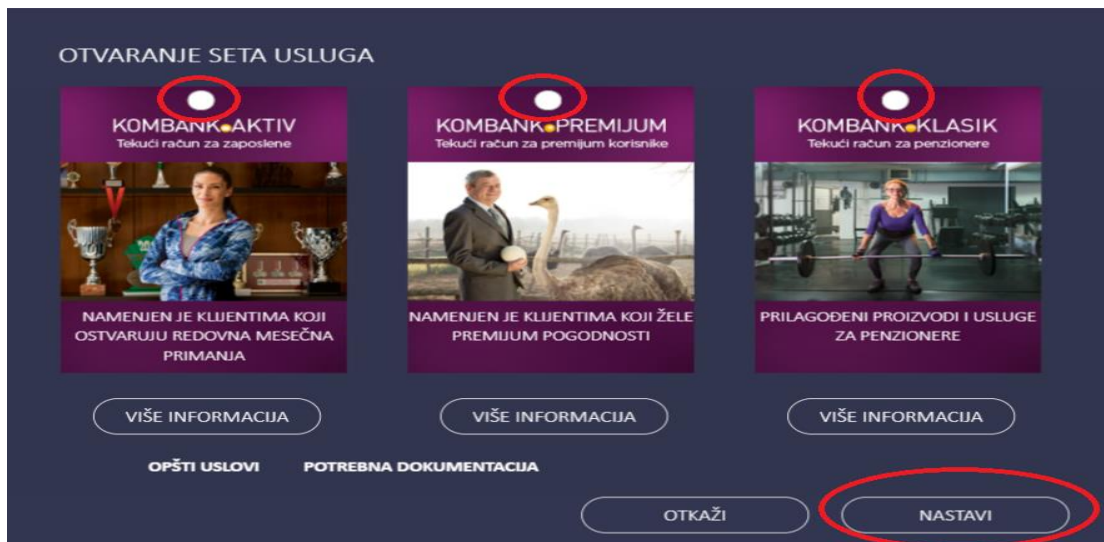 OTVARANJE SETA USLUGA
KOMBANK AKTIV
Tekući račun za zaposlene
NAMENJEN JE KLIJENTIMA KOJI
OSTVARUJU REDOVNA MESEČNA
PRIMANJA
VIŠE INFORMACIJA
KOMBANK PREMIJUM
Tekući račun za premijum korisnike
NAMENJEN JE KLIJENTIMA KOJI ŽELE
PREMIJUM POGODNOSTI
VIŠE INFORMACIJA
KOMBANK KLASIK
Tekući račun za penzionere
PRILAGOĐENI PROIZVODI I USLUGE
ZA PENZIONERE
VIŠE INFORMACIJA
OPŠTI USLOVI
POTREBNA DOKUMENTACIJA
OTKAŽI
NASTAVI